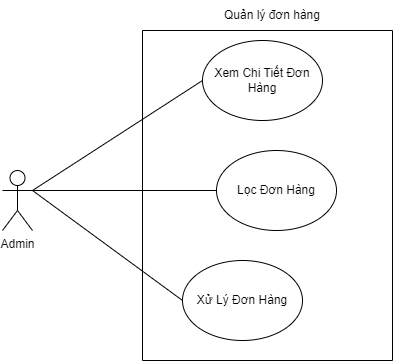 Quản lý đơn hàng
Xem Chi Tiết Đơn
Hàng
Lọc Đơn Hàng
Admin
Xử Lý Đơn Hàng